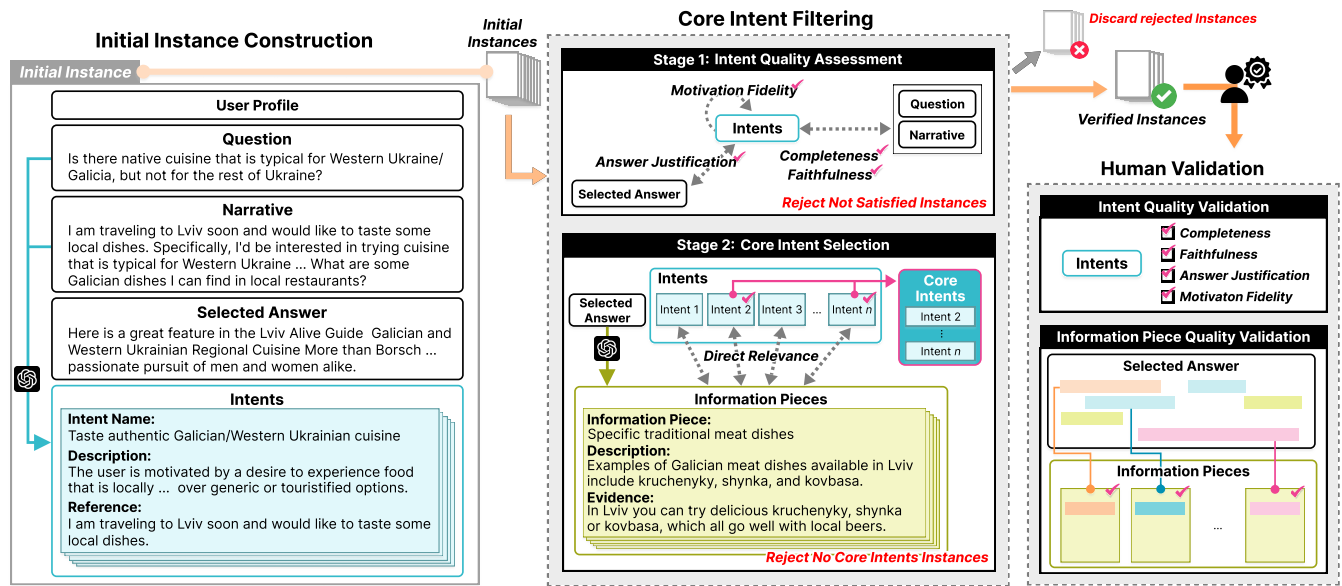 Initial Instance Construction
Initial Instance
User Profile
Question
Is there native cuisine that is typical for Western Ukraine/
Galicia, but not for the rest of Ukraine?
Narrative
I am traveling to Lviv soon and would like to taste some
local dishes. Specifically, I'd be interested in trying cuisine
that is typical for Western Ukraine ... What are some
Galician dishes I can find in local restaurants?
Selected Answer
Here is a great feature in the Lviv Alive Guide  Galician and
Western Ukrainian Regional Cuisine More than Borsch ...
passionate pursuit of men and women alike.
Intents
Intent Name:
Taste authentic Galician/Western Ukrainian cuisine
Description:
The user is motivated by a desire to experience food
that is locally ...  over generic or touristified options.
Reference:
I am traveling to Lviv soon and would like to taste some
local dishes.
Initial
Instances
Core Intent Filtering
Stage 1: Intent Quality Assessment
Motivation Fidelity
Intents
Question
Narrative
Answer Justification
Completeness
Faithfulness
Selected Answer
Reject Not Satisfied Instances
Stage 2: Core Intent Selection
Selected
Answer
Intents
Intent 1
Intent 2
Intent 3
...
Intent n
Core
Intents
Intent 2
⋮
Intent n
Direct Relevance
Information Pieces
Information Piece:
Specific traditional meat dishes
Description:
Examples of Galician meat dishes available in Lviv
include kruchenyky, shynka, and kovbasa.
Evidence:
In Lviv you can try delicious kruchenyky, shynka
or kovbasa, which all go well with local beers.
Reject No Core Intents Instances
Discard rejected Instances
Verified Instances
Human Validation
Intent Quality Validation
Intents
Completeness
Faithfulness
Answer Justification
Motivaton Fidelity
Information Piece Quality Validation
Selected Answer
Information Pieces
...